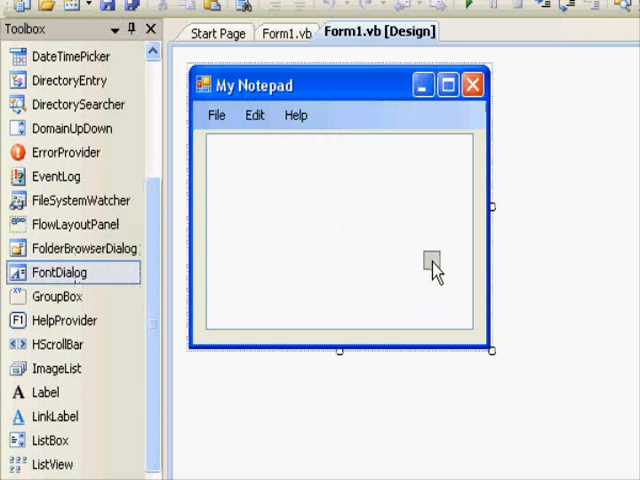 Toolbox
Start Page
Form1.vb
Form1.vb [Design]
DateTimePicker
DirectoryEntry
DirectorySearcher
DomainUpDown
ErrorProvider
EventLog
FileSystemWatcher
FlowLayoutPanel
FolderBrowserDialog
FontDialog
GroupBox
HelpProvider
HScrollBar
ImageList
Label
LinkLabel
ListBox
ListView
My Notepad
File Edit Help